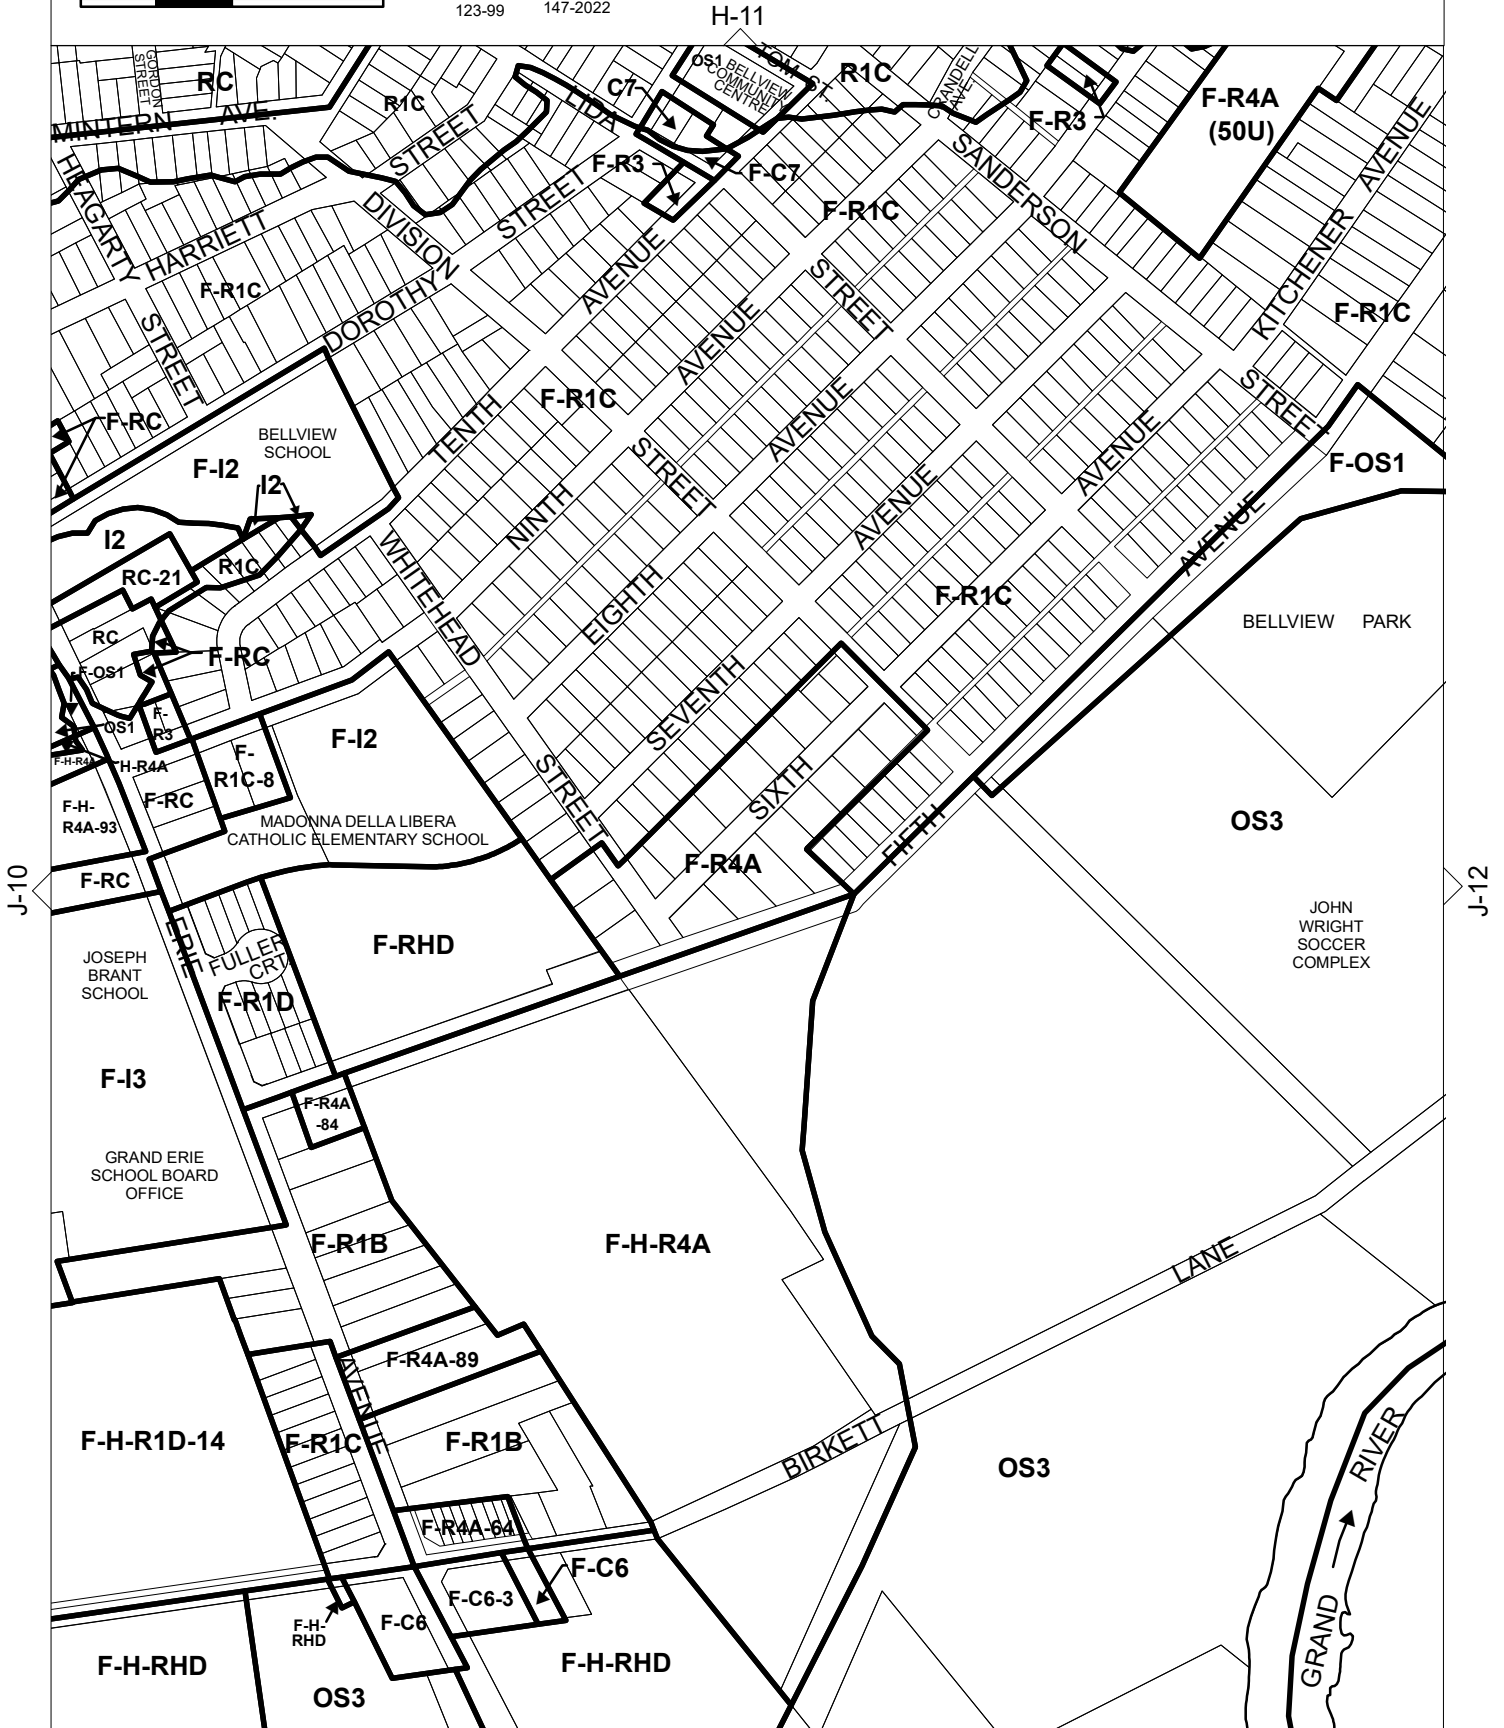 123-99
147-2022
H-11
GORDON
STREET
RC
MINTERN AVE.
R1C
STREET
LIDA
C7
OS1
BELLVIEW
COMMUNITY
CENTRE
TOM ST.
R1C
CRANDELL
AVE.
F-R3
F-R4A
(50U)
AVENUE
HEAGARTY
F-R3
F-C7
SANDERSON
HARRIETT
DIVISION
STREET
F-R1C
KITCHENER
F-R1C
AVENUE
STREET
F-R1C
STREET
DOROTHY
AVENUE
F-RC
BELLVIEW
SCHOOL
F-I2
I2
TENTH
F-R1C
AVENUE
STREET
AVENUE
STREET
F-OS1
I2
RC-21
R1C
WHITEHEAD
NINTH
AVENUE
AVENUE
RC
F-RC
EIGHTH
F-R1C
BELLVIEW PARK
F-OS1
OS1
F-
R3
F-H-R4A
H-R4A
F-
R1C-8
F-I2
SEVENTH
F-H-
R4A-93
F-RC
MADONNA DELLA LIBERA
CATHOLIC ELEMENTARY SCHOOL
STREET
SIXTH
FIFTH
OS3
F-R4A
J-10
F-RC
J-12
ERIE
JOSEPH
BRANT
SCHOOL
FULLER
CRT.
F-RHD
JOHN
WRIGHT
SOCCER
COMPLEX
F-R1D
F-I3
F-R4A
-84
GRAND ERIE
SCHOOL BOARD
OFFICE
F-R1B
F-H-R4A
LANE
F-R4A-89
AVENUE
F-H-R1D-14
F-R1C
F-R1B
BIRKETT
OS3
RIVER
F-R4A-64
F-C6
F-C6-3
F-H-
RHD
F-C6
GRAND
F-H-RHD
OS3
F-H-RHD